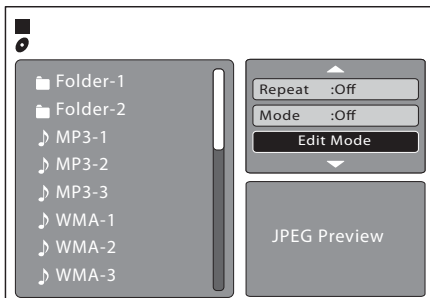 Folder-1
Folder-2
MP3-1
MP3-2
MP3-3
WMA-1
WMA-2
WMA-3
Repeat :Off
Mode :Off
Edit Mode
JPEG Preview